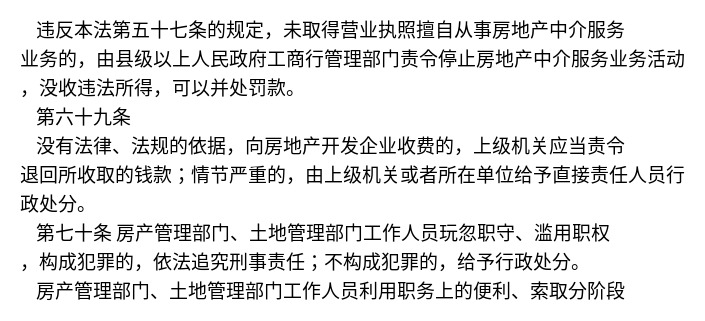 违反本法第五十七条的规定，未取得营业执照擅自从事房地产中介服务
业务的，由县级以上人民政府工商行管理部门责令停止房地产中介服务业务活动
，没收违法所得，可以并处罚款。
第六十九条
没有法律、法规的依据，向房地产开发企业收费的，上级机关应当责令
退回所收取的钱款；情节严重的，由上级机关或者所在单位给予直接责任人员行
政处分。
第七十条 房产管理部门、土地管理部门工作人员玩忽职守、滥用职权
，构成犯罪的，依法追究刑事责任；不构成犯罪的，给予行政处分。
房产管理部门、土地管理部门工作人员利用职务上的便利、索取分阶段